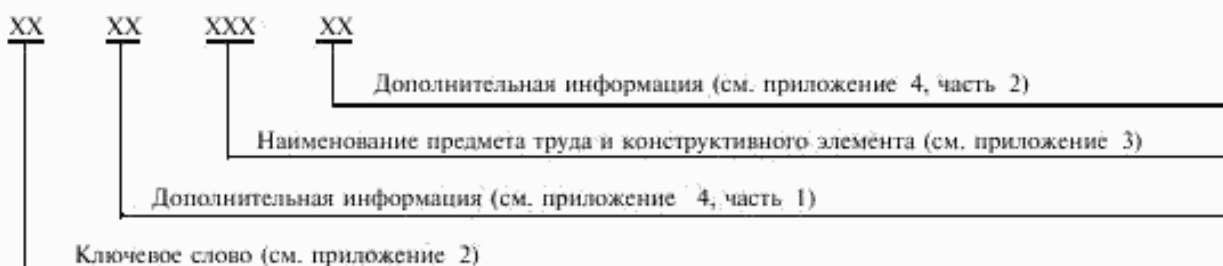 XX XX XXX XX
Дополнительная информация (см. приложение 4, часть 2)
Наименование предмета труда и конструктивного элемента (см. приложение 3)
Дополнительная информация (см. приложение 4, часть 1)
Ключевое слово (см. приложение 2)